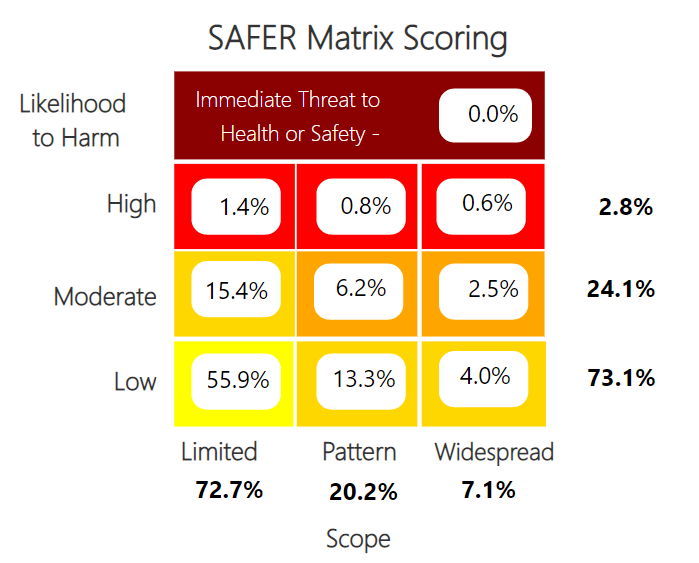 SAFER Matrix Scoring
Likelihood
to Harm
Immediate Threat to
Health or Safety -
0.0%
High
1.4%
0.8%
0.6%
2.8%
Moderate
15.4%
6.2%
2.5%
24.1%
Low
55.9%
13.3%
4.0%
73.1%
Limited
Pattern
Widespread
72.7%
20.2%
7.1%
Scope